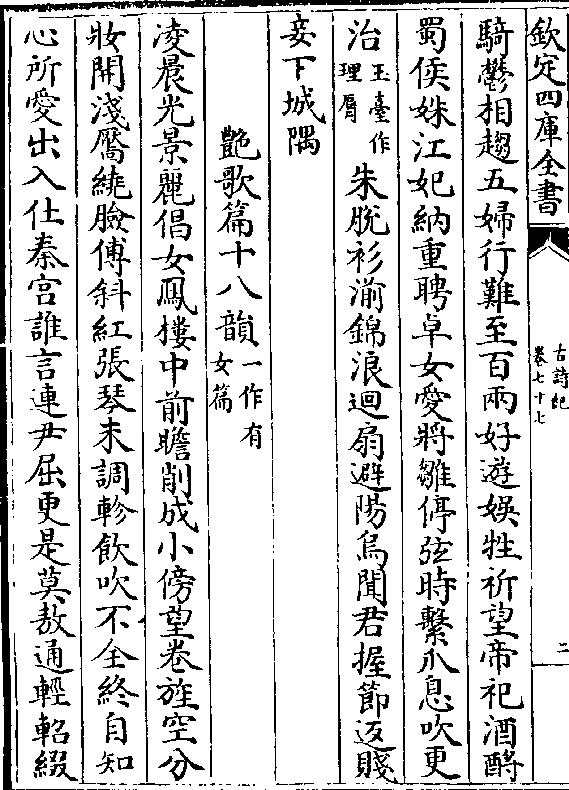 欽定四庫全書
古詩紀
卷七十七
二
騎鬱相趨五婦行難至百兩好遊娛牲祈望帝祀酒酹
蜀侯姝江妃納重聘卓女愛將雛停弦時繫爪息吹更
治玉臺作理脣朱脫衫湔錦浪迴扇避陽烏聞君握節返賤
妾下城隅
艷歌篇十八韻一作有女篇
凌晨光景麗倡女鳳樓中前瞻削成小傍望卷旌空分
妝開淺靨繞臉傅斜紅張琴未調軫飲吹不全終自知
心所愛出入仕秦宮誰言連尹屈更是莫敖通輕軺綴